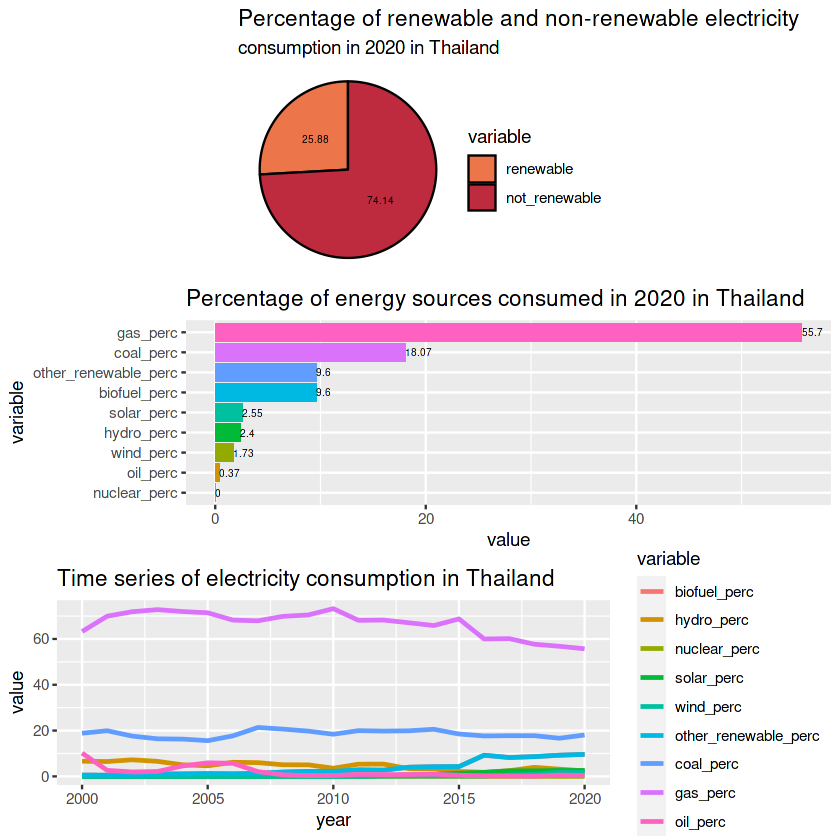 Percentage of renewable and non-renewable electricity
consumption in 2020 in Thailand
25.88
74.14
variable
renewable
not_renewable
Percentage of energy sources consumed in 2020 in Thailand
variable
gas_perc
55.7
coal_perc
18.07
other_renewable_perc
9.6
biofuel_perc
9.6
solar_perc
2.55
hydro_perc
2.4
wind_perc
1.73
oil_perc
0.37
nuclear_perc
0
0 20 40
value
Time series of electricity consumption in Thailand
value
60
40
20
0
2000 2005 2010 2015 2020
year
variable
biofuel_perc
hydro_perc
nuclear_perc
solar_perc
wind_perc
other_renewable_perc
coal_perc
gas_perc
oil_perc